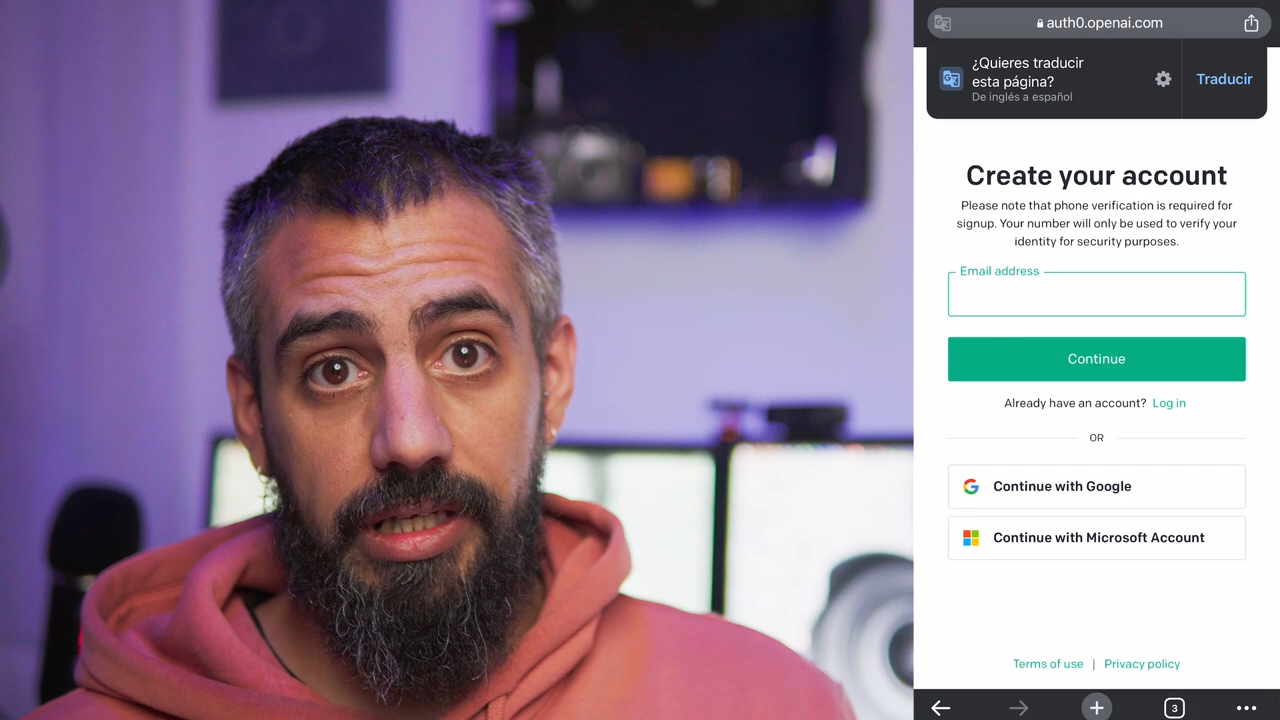 auth0.openai.com
¿Quieres traducir
esta página?
De inglés a español
Traducir
Create your account
Please note that phone verification is required for
signup. Your number will only be used to verify your
identity for security purposes.
Email address
Continue
Already have an account? Log in
OR
Continue with Google
Continue with Microsoft Account
Terms of use | Privacy policy
3